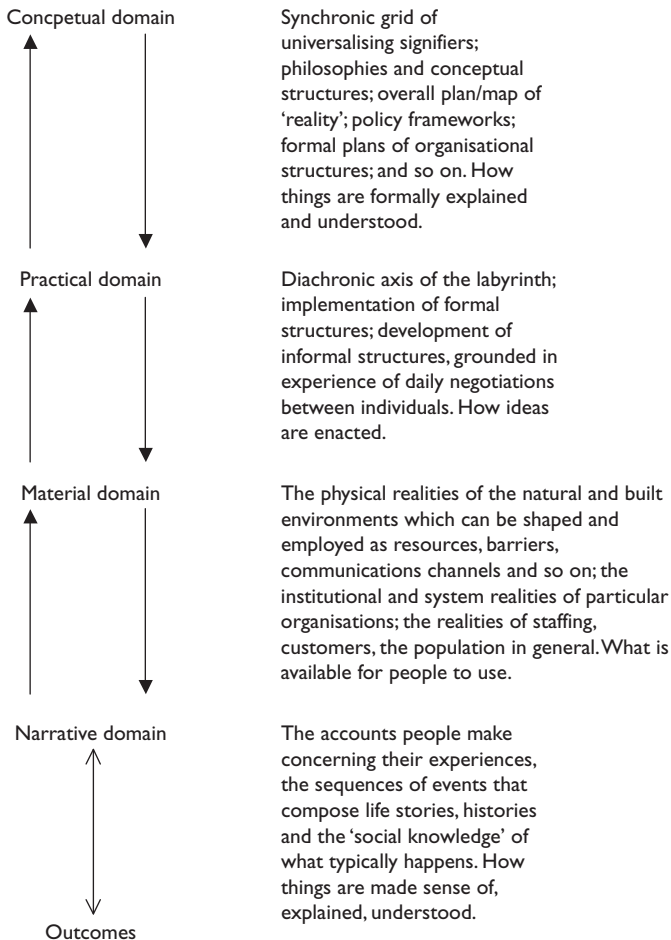 Concpetual domain
Synchronic grid of
universalising signifiers;
philosophies and conceptual
structures; overall plan/map of
‘reality’; policy frameworks;
formal plans of organisational
structures; and so on. How
things are formally explained
and understood.
Practical domain
Diachronic axis of the labyrinth;
implementation of formal
structures; development of
informal structures, grounded in
experience of daily negotiations
between individuals. How ideas
are enacted.
Material domain
The physical realities of the natural and built
environments which can be shaped and
employed as resources, barriers,
communications channels and so on; the
institutional and system realities of particular
organisations; the realities of staffing,
customers, the population in general. What is
available for people to use.
Narrative domain
The accounts people make
concerning their experiences,
the sequences of events that
compose life stories, histories
and the ‘social knowledge’ of
what typically happens. How
things are made sense of,
explained, understood.
Outcomes